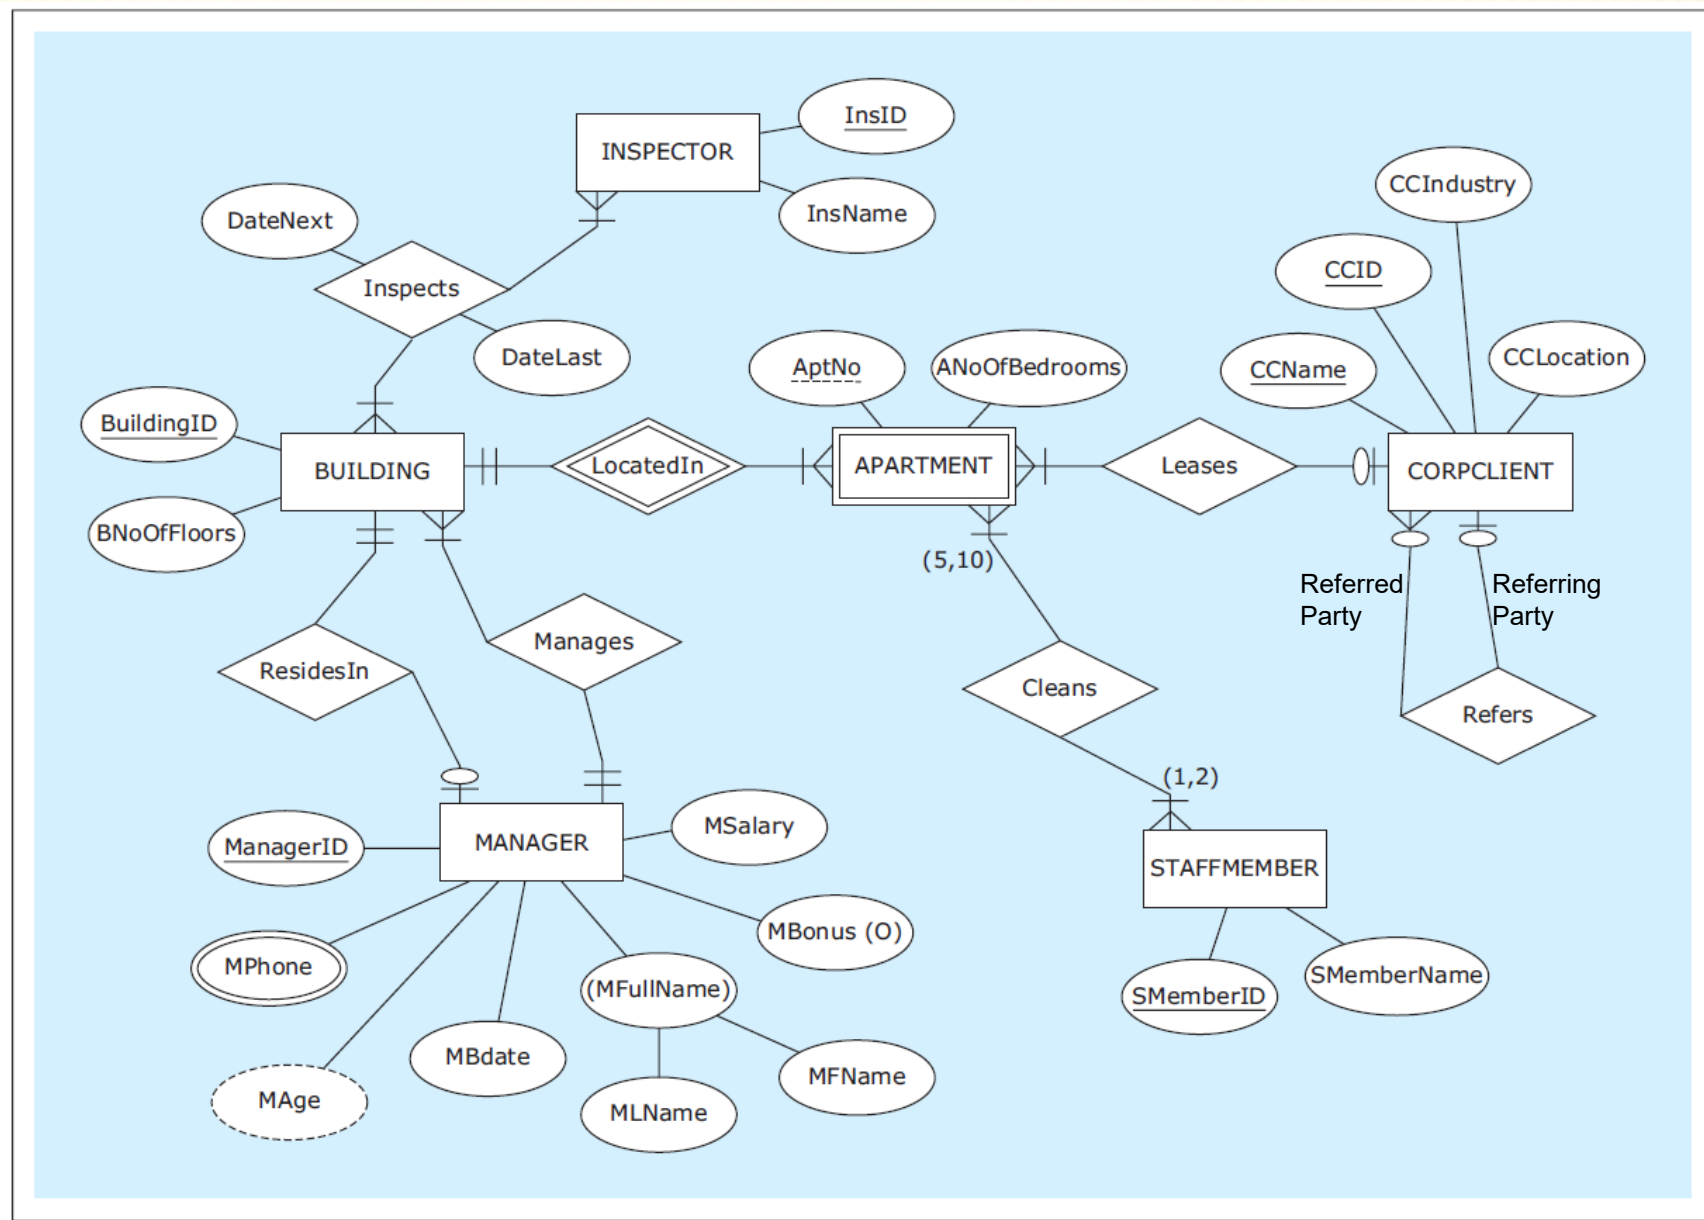 InsID
INSPECTOR
CCIndustry
DateNext
InsName
CCID
Inspects
DateLast
AptNo
ANoOfBedrooms
CCName
CCLocation
BuildingID
BUILDING
LocatedIn
APARTMENT
Leases
CORPCLIENT
BNoOfFloors
(5,10)
Referred
Party
Referring
Party
ResidesIn
Manages
Cleans
Refers
(1,2)
ManagerID
MANAGER
MSalary
STAFFMEMBER
MPhone
MBonus (O)
(MFullName)
SMemberID
SMemberName
MAge
MBdate
MLName
MFName